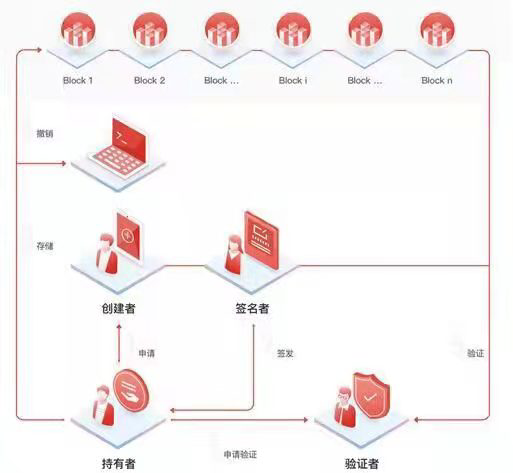 Block 1
Block 2
Block ...
Block i
Block ...
Block n
撤销
存储
创建者
签名者
申请
签发
验证
持有者
申请验证
验证者